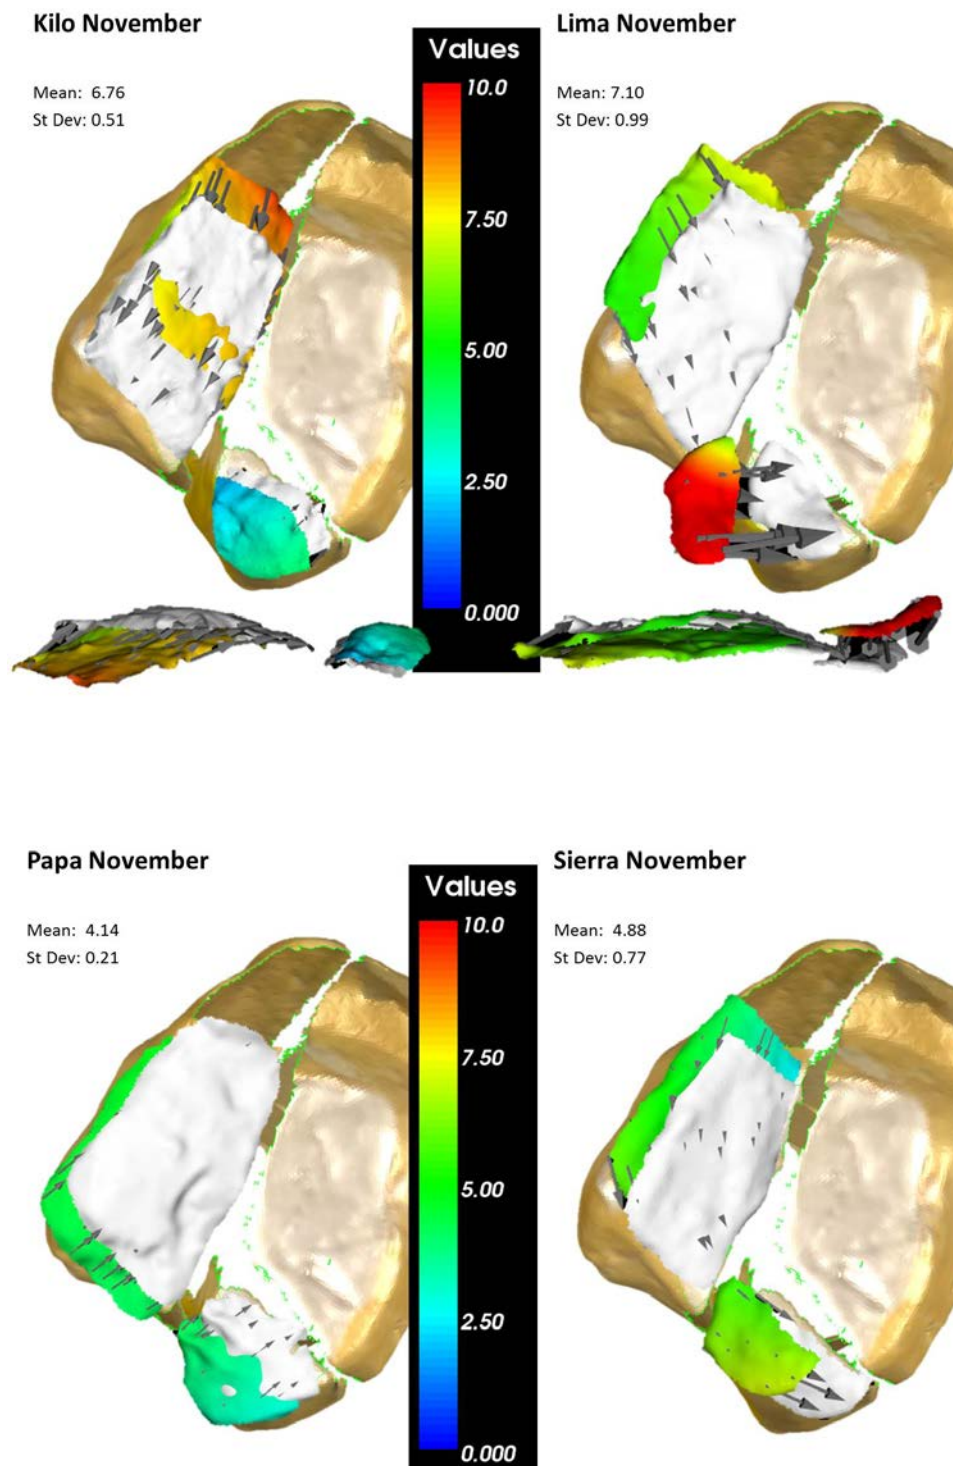 Kilo November
Mean: 6.76
St Dev: 0.51
Values
10.0
7.50
5.00
2.50
0.000
Lima November
Mean: 7.10
St Dev: 0.99
Papa November
Mean: 4.14
St Dev: 0.21
Values
10.0
7.50
5.00
2.50
0.000
Sierra November
Mean: 4.88
St Dev: 0.77